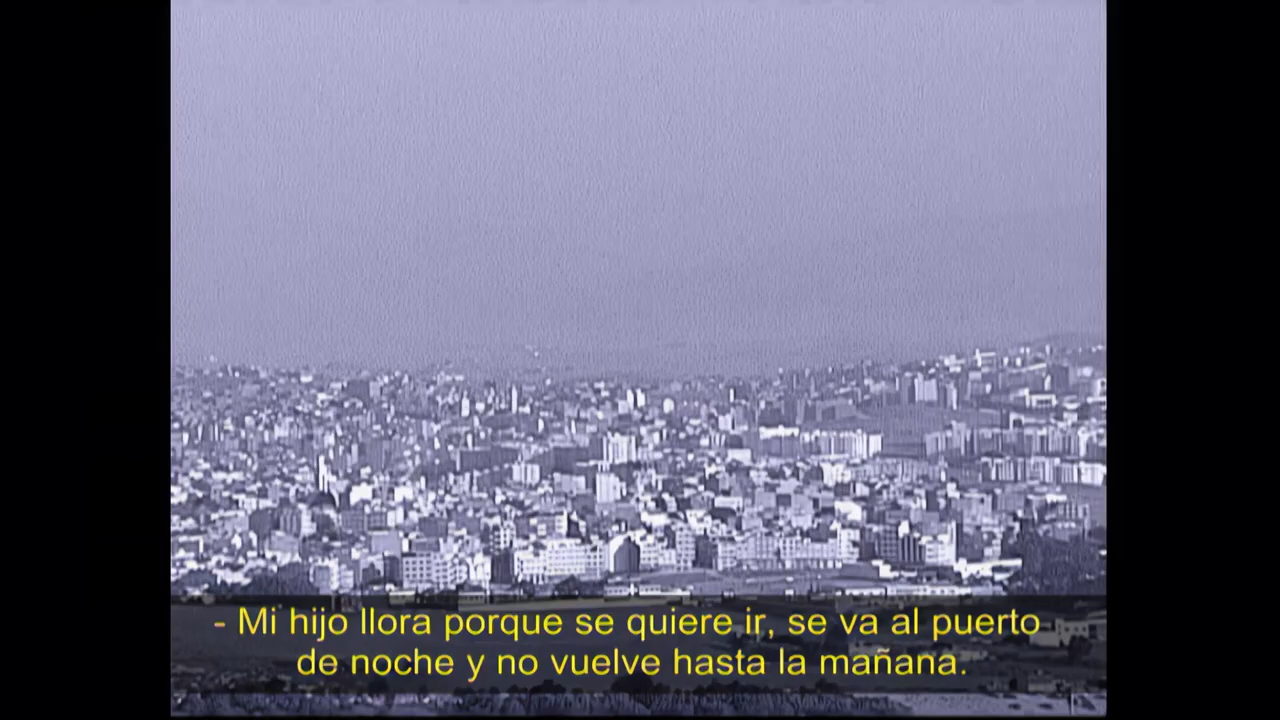 - Mi hijo llora porque se quiere ir, se va al puerto
de noche y no vuelve hasta la mañana.